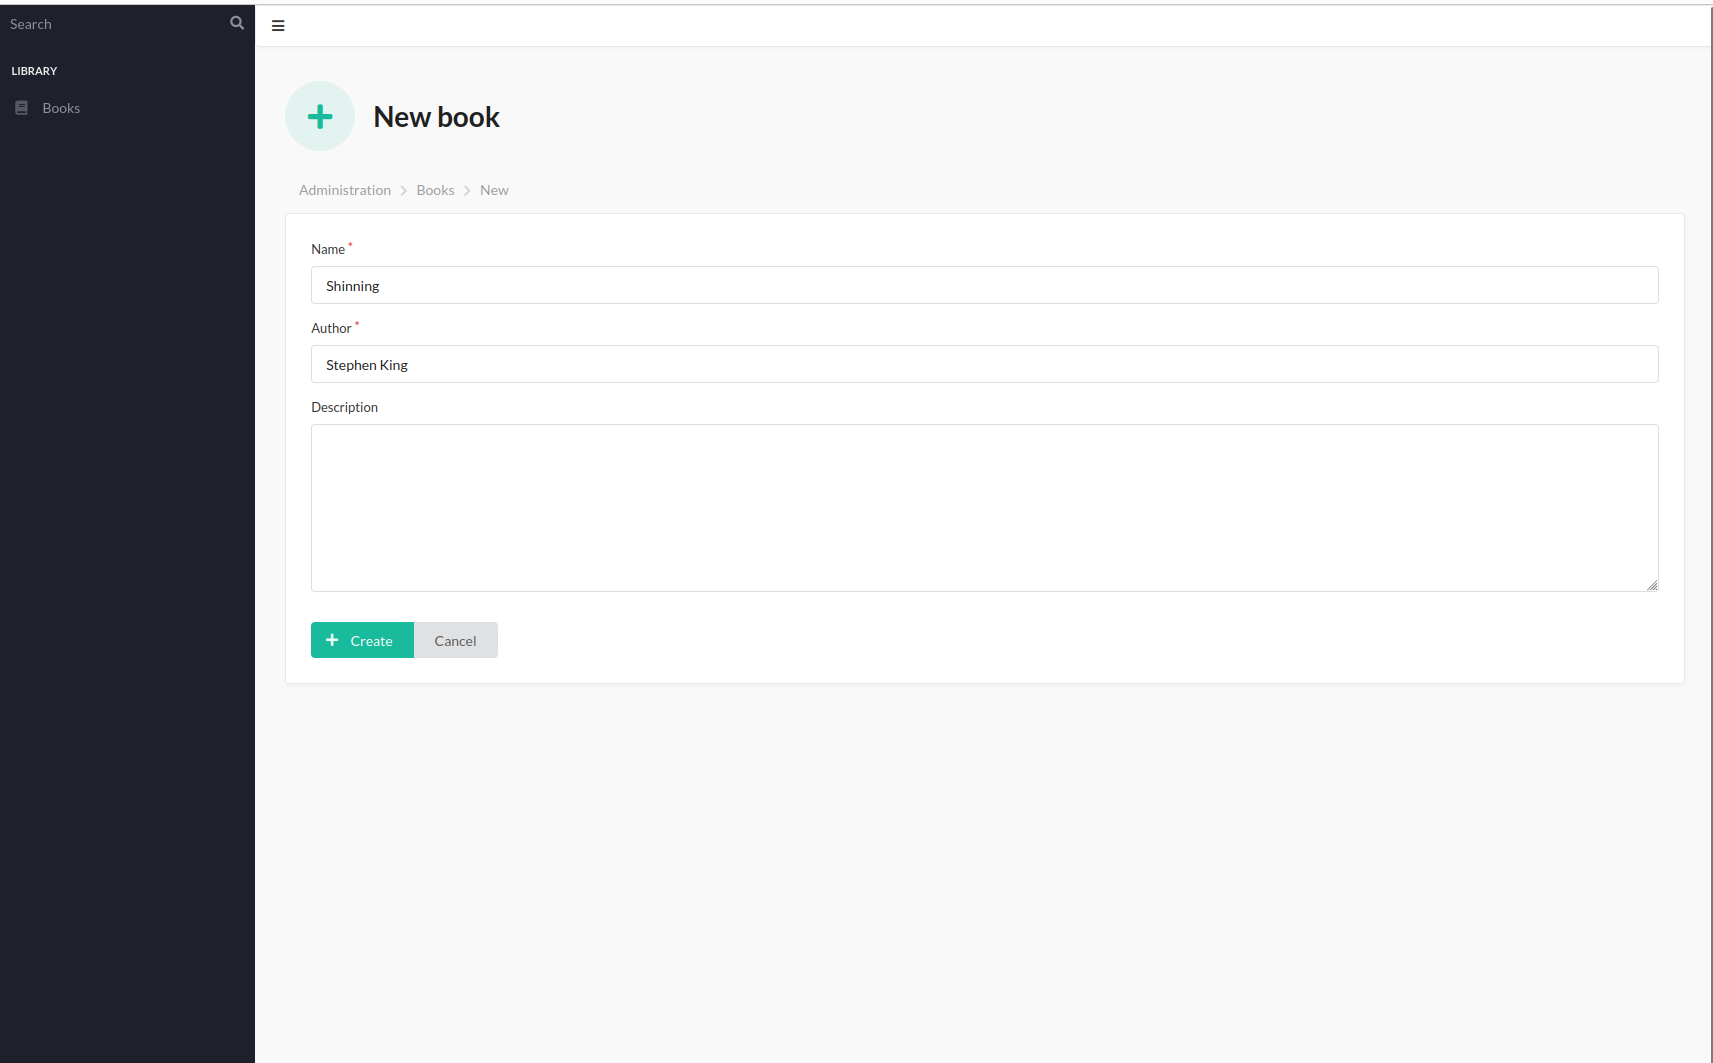 Search
LIBRARY
Books
New book
Administration > Books > New
Name *
Shinning
Author *
Stephen King
Description
Create
Cancel